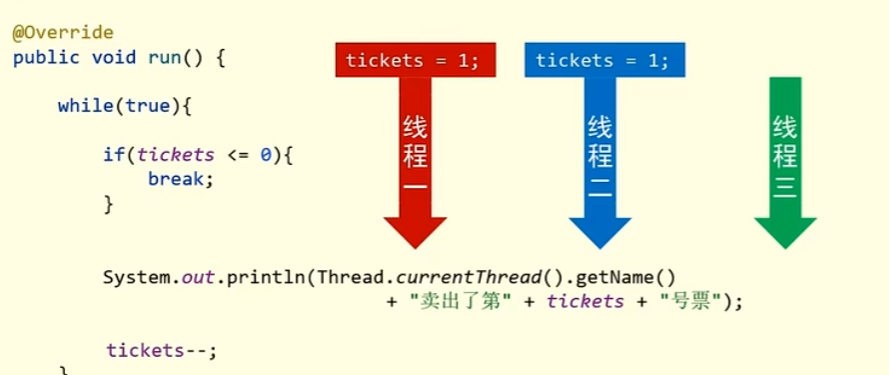 @Override
public void run() {
tickets = 1;
tickets = 1;
while(true){
线程一
线程二
线程三
if(tickets <= 0){
break;
}
System.out.println(Thread.currentThread().getName()
+ "卖出了第" + tickets + "号票");
tickets--;
}